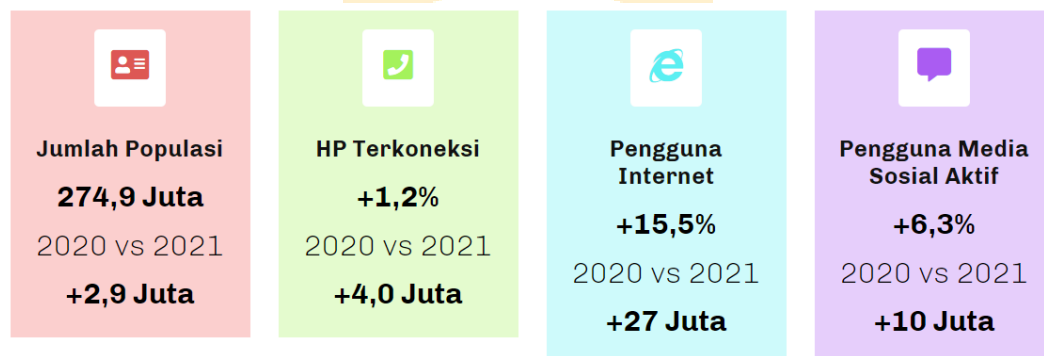 Jumlah Populasi
274,9 Juta
2020 vs 2021
+2,9 Juta
HP Terkoneksi
+1,2%
2020 vs 2021
+4,0 Juta
Pengguna
Internet
+15,5%
2020 vs 2021
+27 Juta
Pengguna Media
Sosial Aktif
+6,3%
2020 vs 2021
+10 Juta